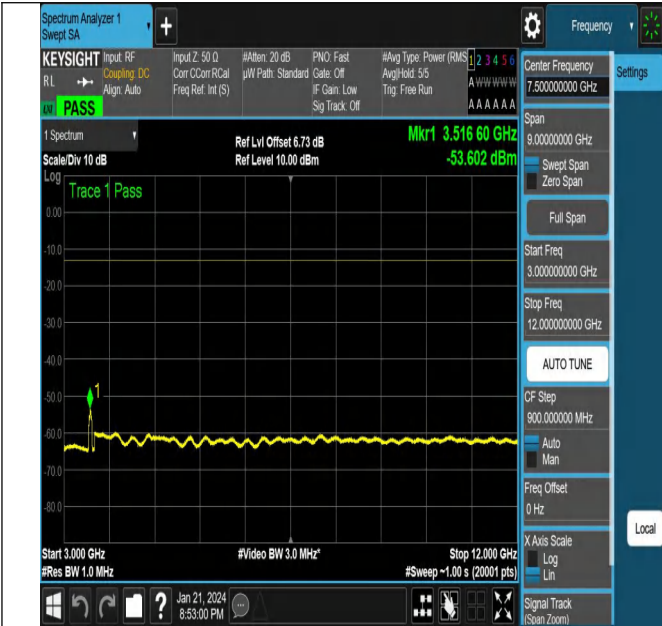 Spectrum Analyzer 1
Swept SA
Frequency
KEYSIGHT
RL
PASS
Input: RF
Coupling: DC
Align: Auto
Input Z: 50 Ω
Corr CCorr RCal
Freq Ref: Int (S)
#Atten: 20 dB
µW Path: Standard
PNO: Fast
Gate: Off
IF Gain: Low
Sig Track: Off
#Avg Type: Power (RMS
Avg|Hold: 5/5
Trig: Free Run
1 2 3 4 5 6
A W W W W W
A A A A A A
1 Spectrum
Scale/Div 10 dB
Log
Ref Lvl Offset 6.73 dB
Ref Level 10.00 dBm
Mkr1 3.516 60 GHz
-53.602 dBm
Trace 1 Pass
0.00
-10.0
-20.0
-30.0
-40.0
-50.0
-60.0
-70.0
-80.0
1
Start 3.000 GHz
#Res BW 1.0 MHz
#Video BW 3.0 MHz*
Stop 12.000 GHz
#Sweep ~1.00 s (20001 pts)
?
Jan 21, 2024
8:53:00 PM
Center Frequency
7.500000000 GHz
Span
9.00000000 GHz
Swept Span
Zero Span
Full Span
Start Freq
3.000000000 GHz
Stop Freq
12.000000000 GHz
AUTO TUNE
CF Step
900.000000 MHz
Auto
Man
Freq Offset
0 Hz
X Axis Scale
Log
Lin
Signal Track
(Span Zoom)
Settings
Local